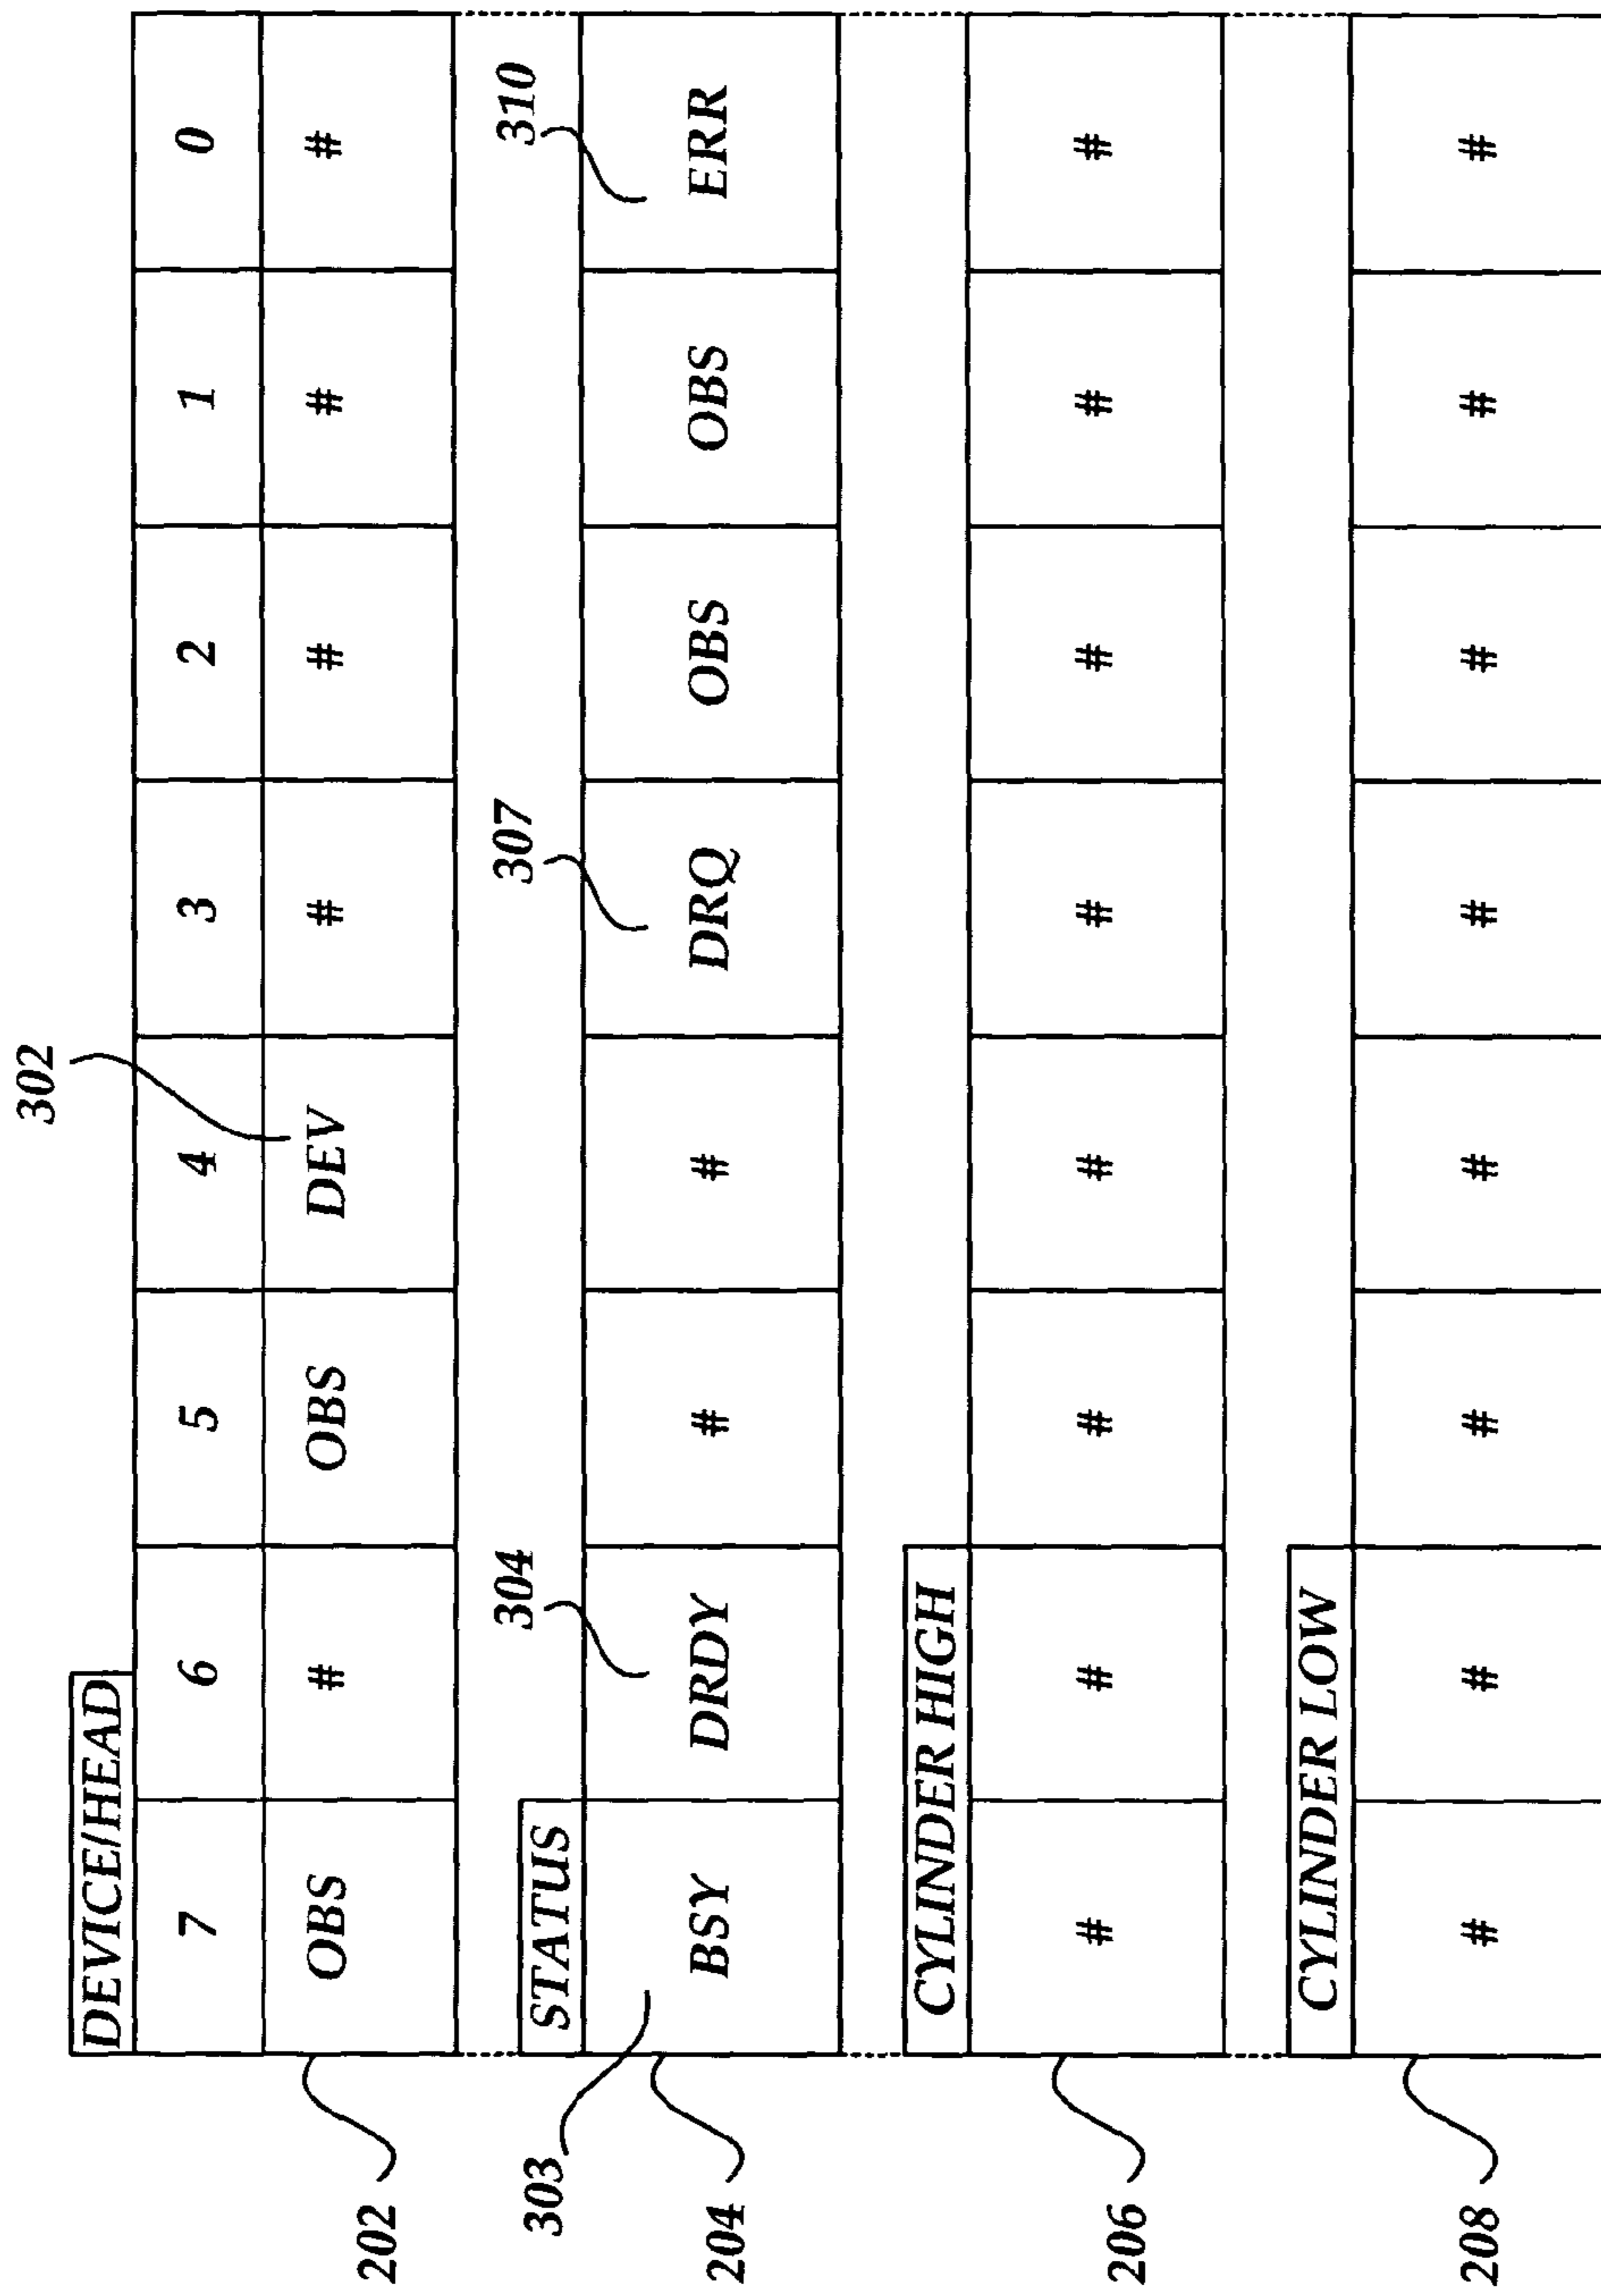 302
DEVICE/HEAD
7 6 5 4 3 2 1 0
202 OBS # OBS DEV # # # #
303 304 307 310
STATUS
204 BSY DRDY # # DRQ OBS OBS ERR
CYLINDER HIGH
206 # # # # # # # #
CYLINDER LOW
208 # # # # # # # #